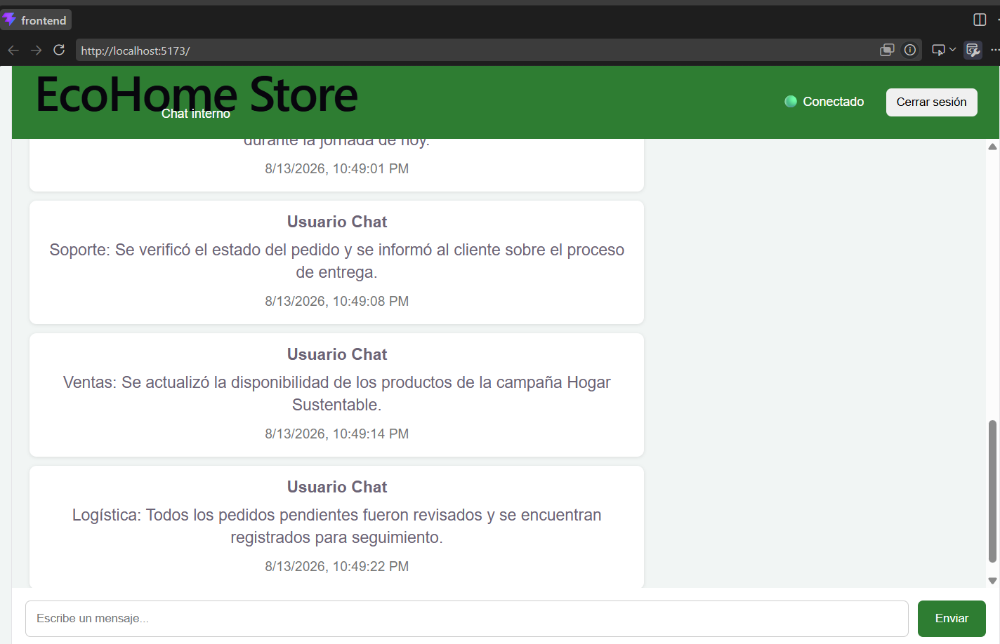 frontend
http://localhost:5173/
EcoHome Store
Chat interno
Conectado
Cerrar sesión
durante la jornada de hoy.
8/13/2026, 10:49:01 PM
Usuario Chat
Soporte: Se verificó el estado del pedido y se informó al cliente sobre el proceso
de entrega.
8/13/2026, 10:49:08 PM
Usuario Chat
Ventas: Se actualizó la disponibilidad de los productos de la campaña Hogar
Sustentable.
8/13/2026, 10:49:14 PM
Usuario Chat
Logística: Todos los pedidos pendientes fueron revisados y se encuentran
registrados para seguimiento.
8/13/2026, 10:49:22 PM
Escribe un mensaje...
Enviar